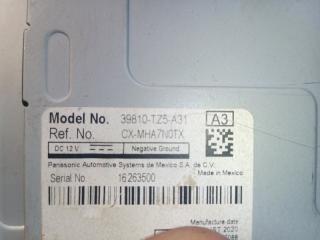 Model No. 39810-TZ5-A31 A3
Ref. No. CX-MHA7N0TX
DC 12 V Negative Ground
Panasonic Automotive Systems de Mexico S.A. de C.V.
Serial No 16263500 Made in Mexico
Manufacture date
2020